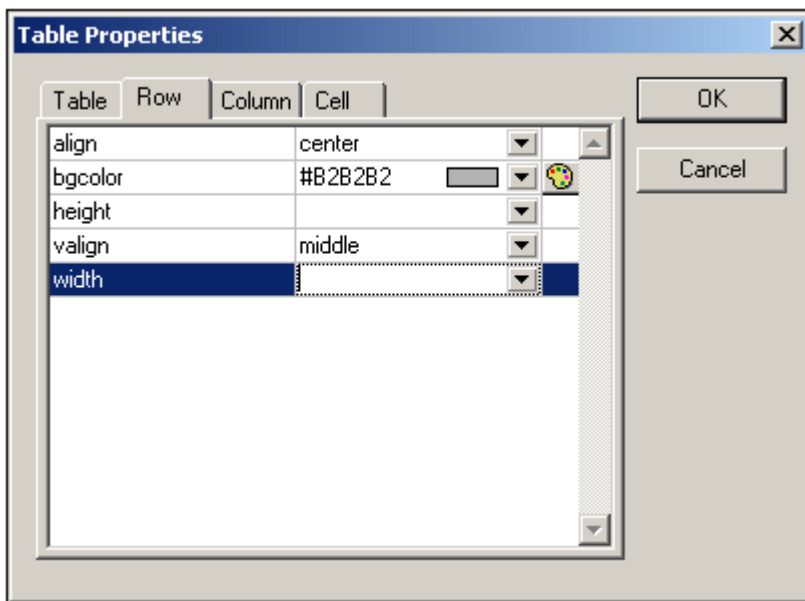 Table Properties
Table Row Column Cell
OK
Cancel
align center
bgcolor #B2B2B2
height
valign middle
width